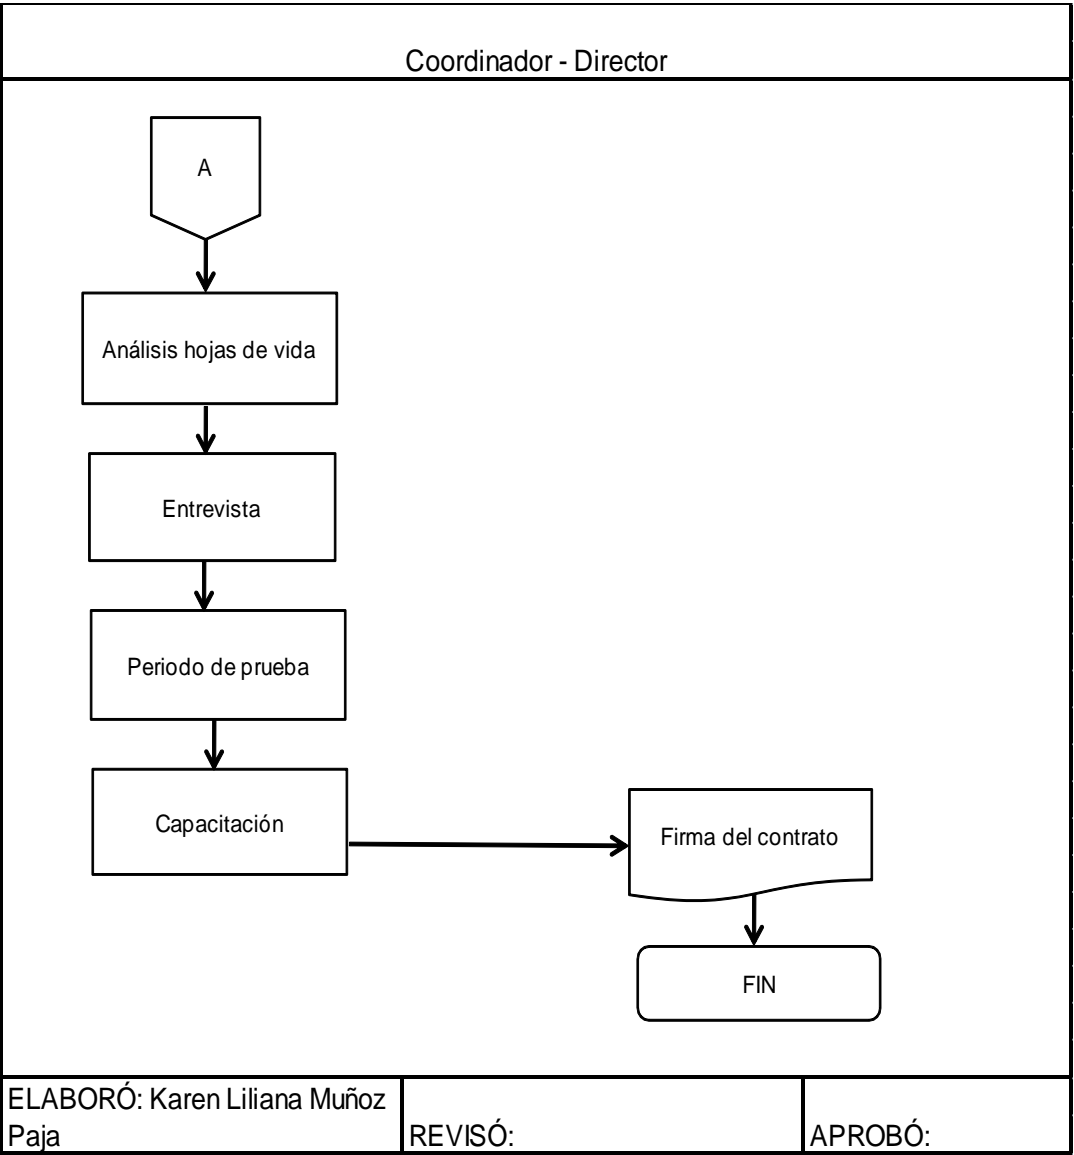 Coordinador - Director
A
Análisis hojas de vida
Entrevista
Periodo de prueba
Capacitación
Firma del contrato
FIN
ELABORÓ: Karen Liliana Muñoz
Paja
REVISÓ:
APROBÓ: